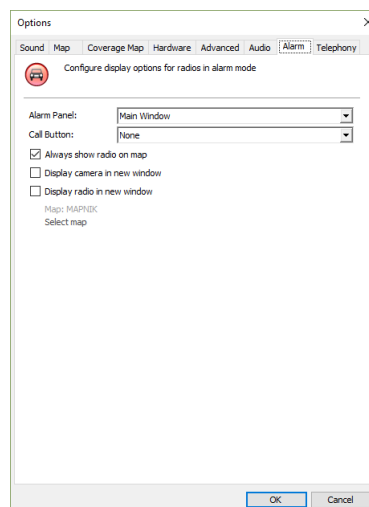 Options
Sound Map Coverage Map Hardware Advanced Audio Alarm Telephony
Configure display options for radios in alarm mode
Alarm Panel: Main Window
Call Button: None
Always show radio on map
Display camera in new window
Display radio in new window
Map: MAPNIK
Select map
OK Cancel